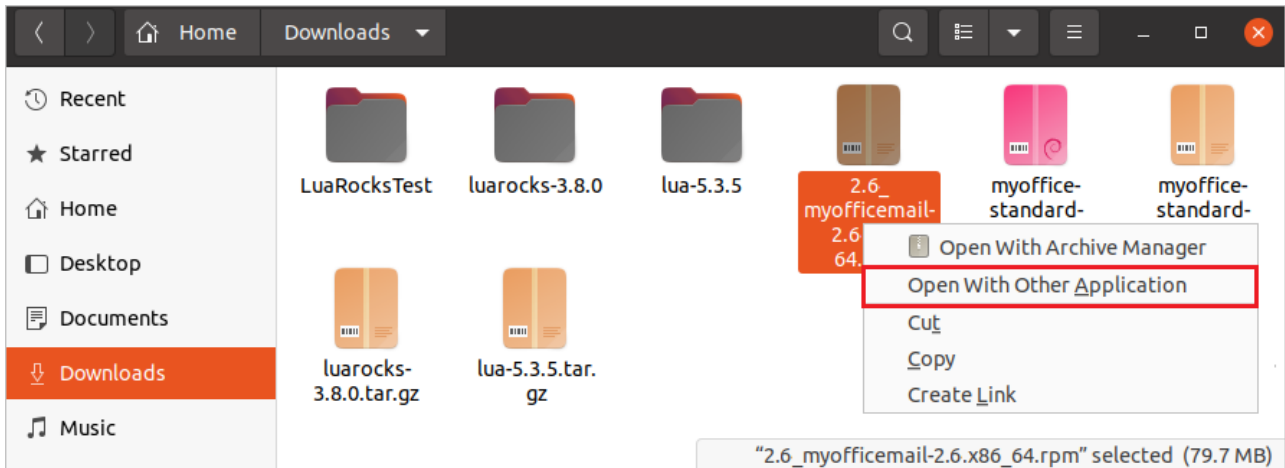 Home Downloads
Recent
Starred
Home
Desktop
Documents
Downloads
Music
LuaRocksTest
luarocks-3.8.0
lua-5.3.5
2.6_
myofficemail-
2.6
64.
myoffice-
standard-
myoffice-
standard-
luarocks-
3.8.0.tar.gz
lua-5.3.5.tar.
gz
Open With Archive Manager
Open With Other Application
Cut
Copy
Create Link
“2.6_myofficemail-2.6.x86_64.rpm” selected (79.7 MB)